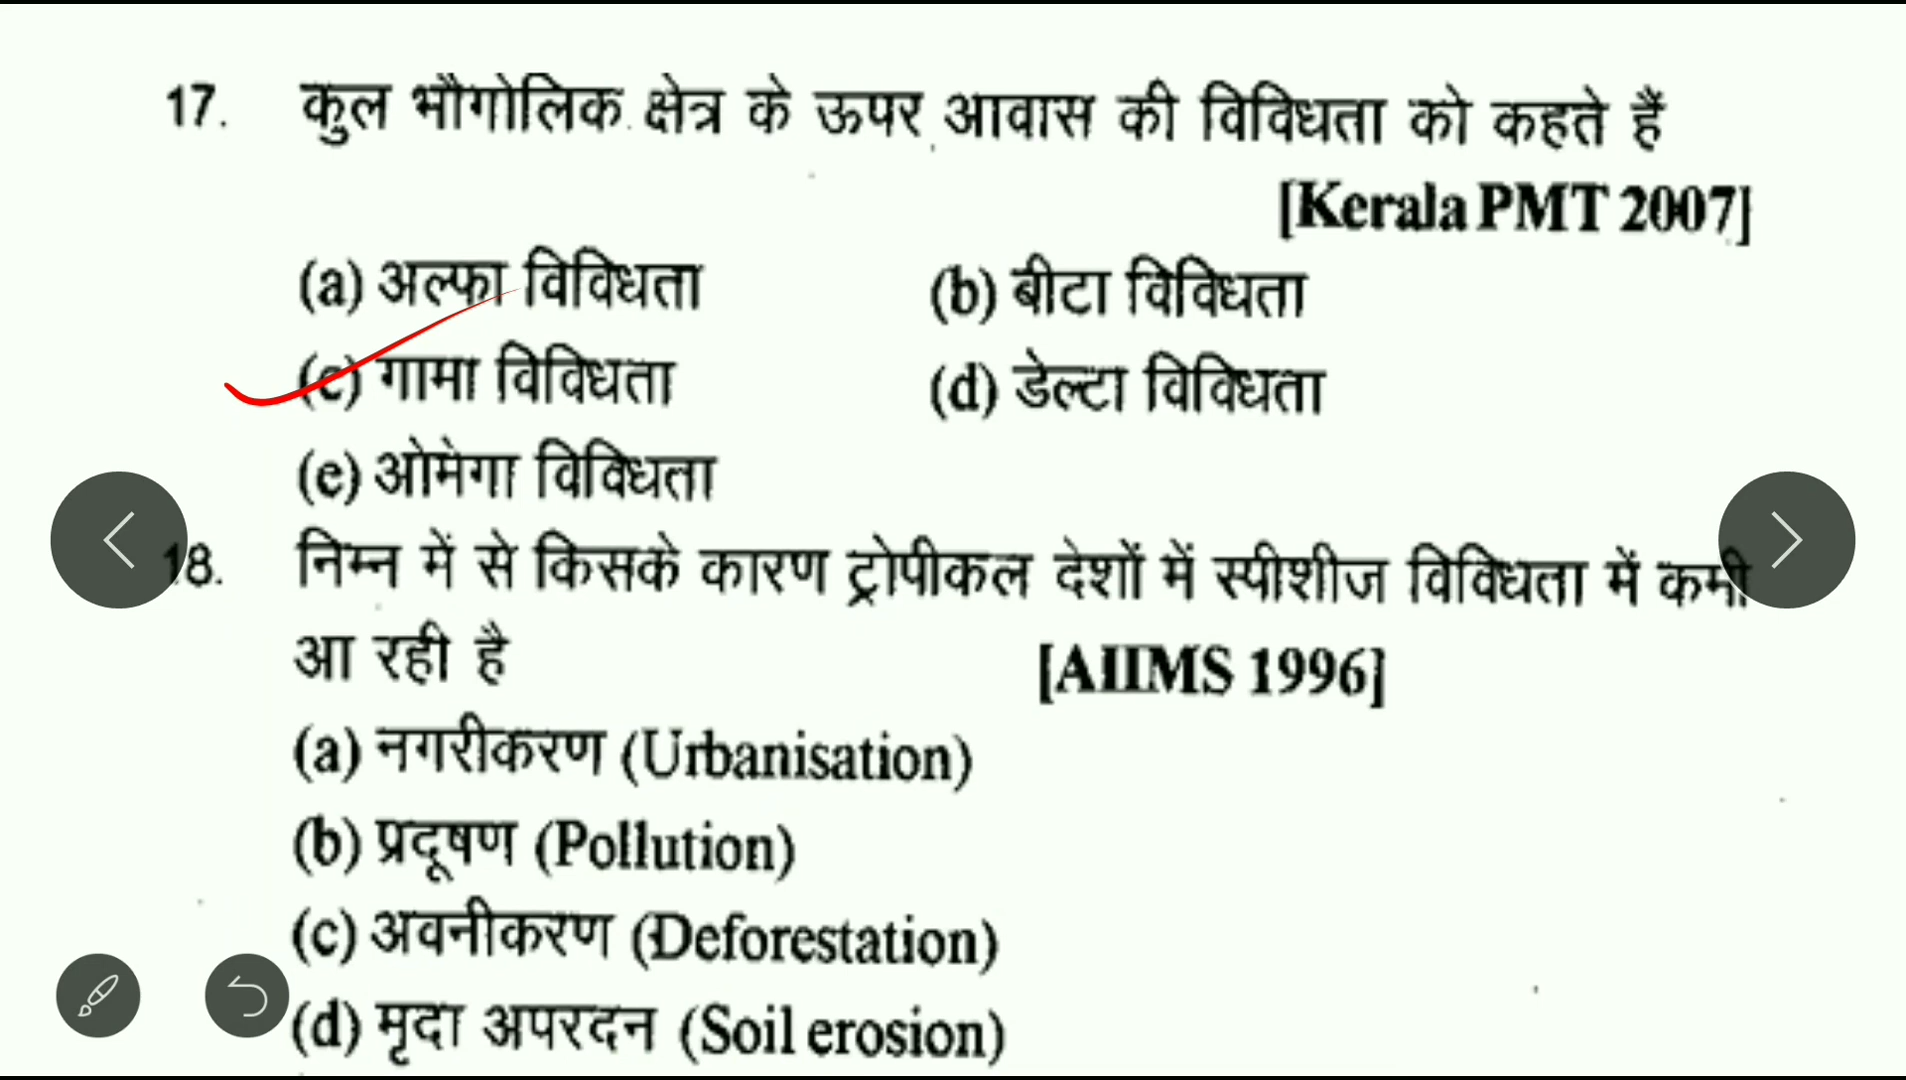 17. कुल भौगोलिक क्षेत्र के ऊपर आवास की विविधता को कहते हैं
[Kerala PMT 2007]
(a) अल्फा विविधता (b) बीटा विविधता
(c) गामा विविधता (d) डेल्टा विविधता
(e) ओमेगा विविधता
18. निम्न में से किसके कारण ट्रोपीकल देशों में स्पीशीज विविधता में कमी
आ रही है [AIIMS 1996]
(a) नगरीकरण (Urbanisation)
(b) प्रदूषण (Pollution)
(c) अवनीकरण (Deforestation)
(d) मृदा अपरदन (Soil erosion)